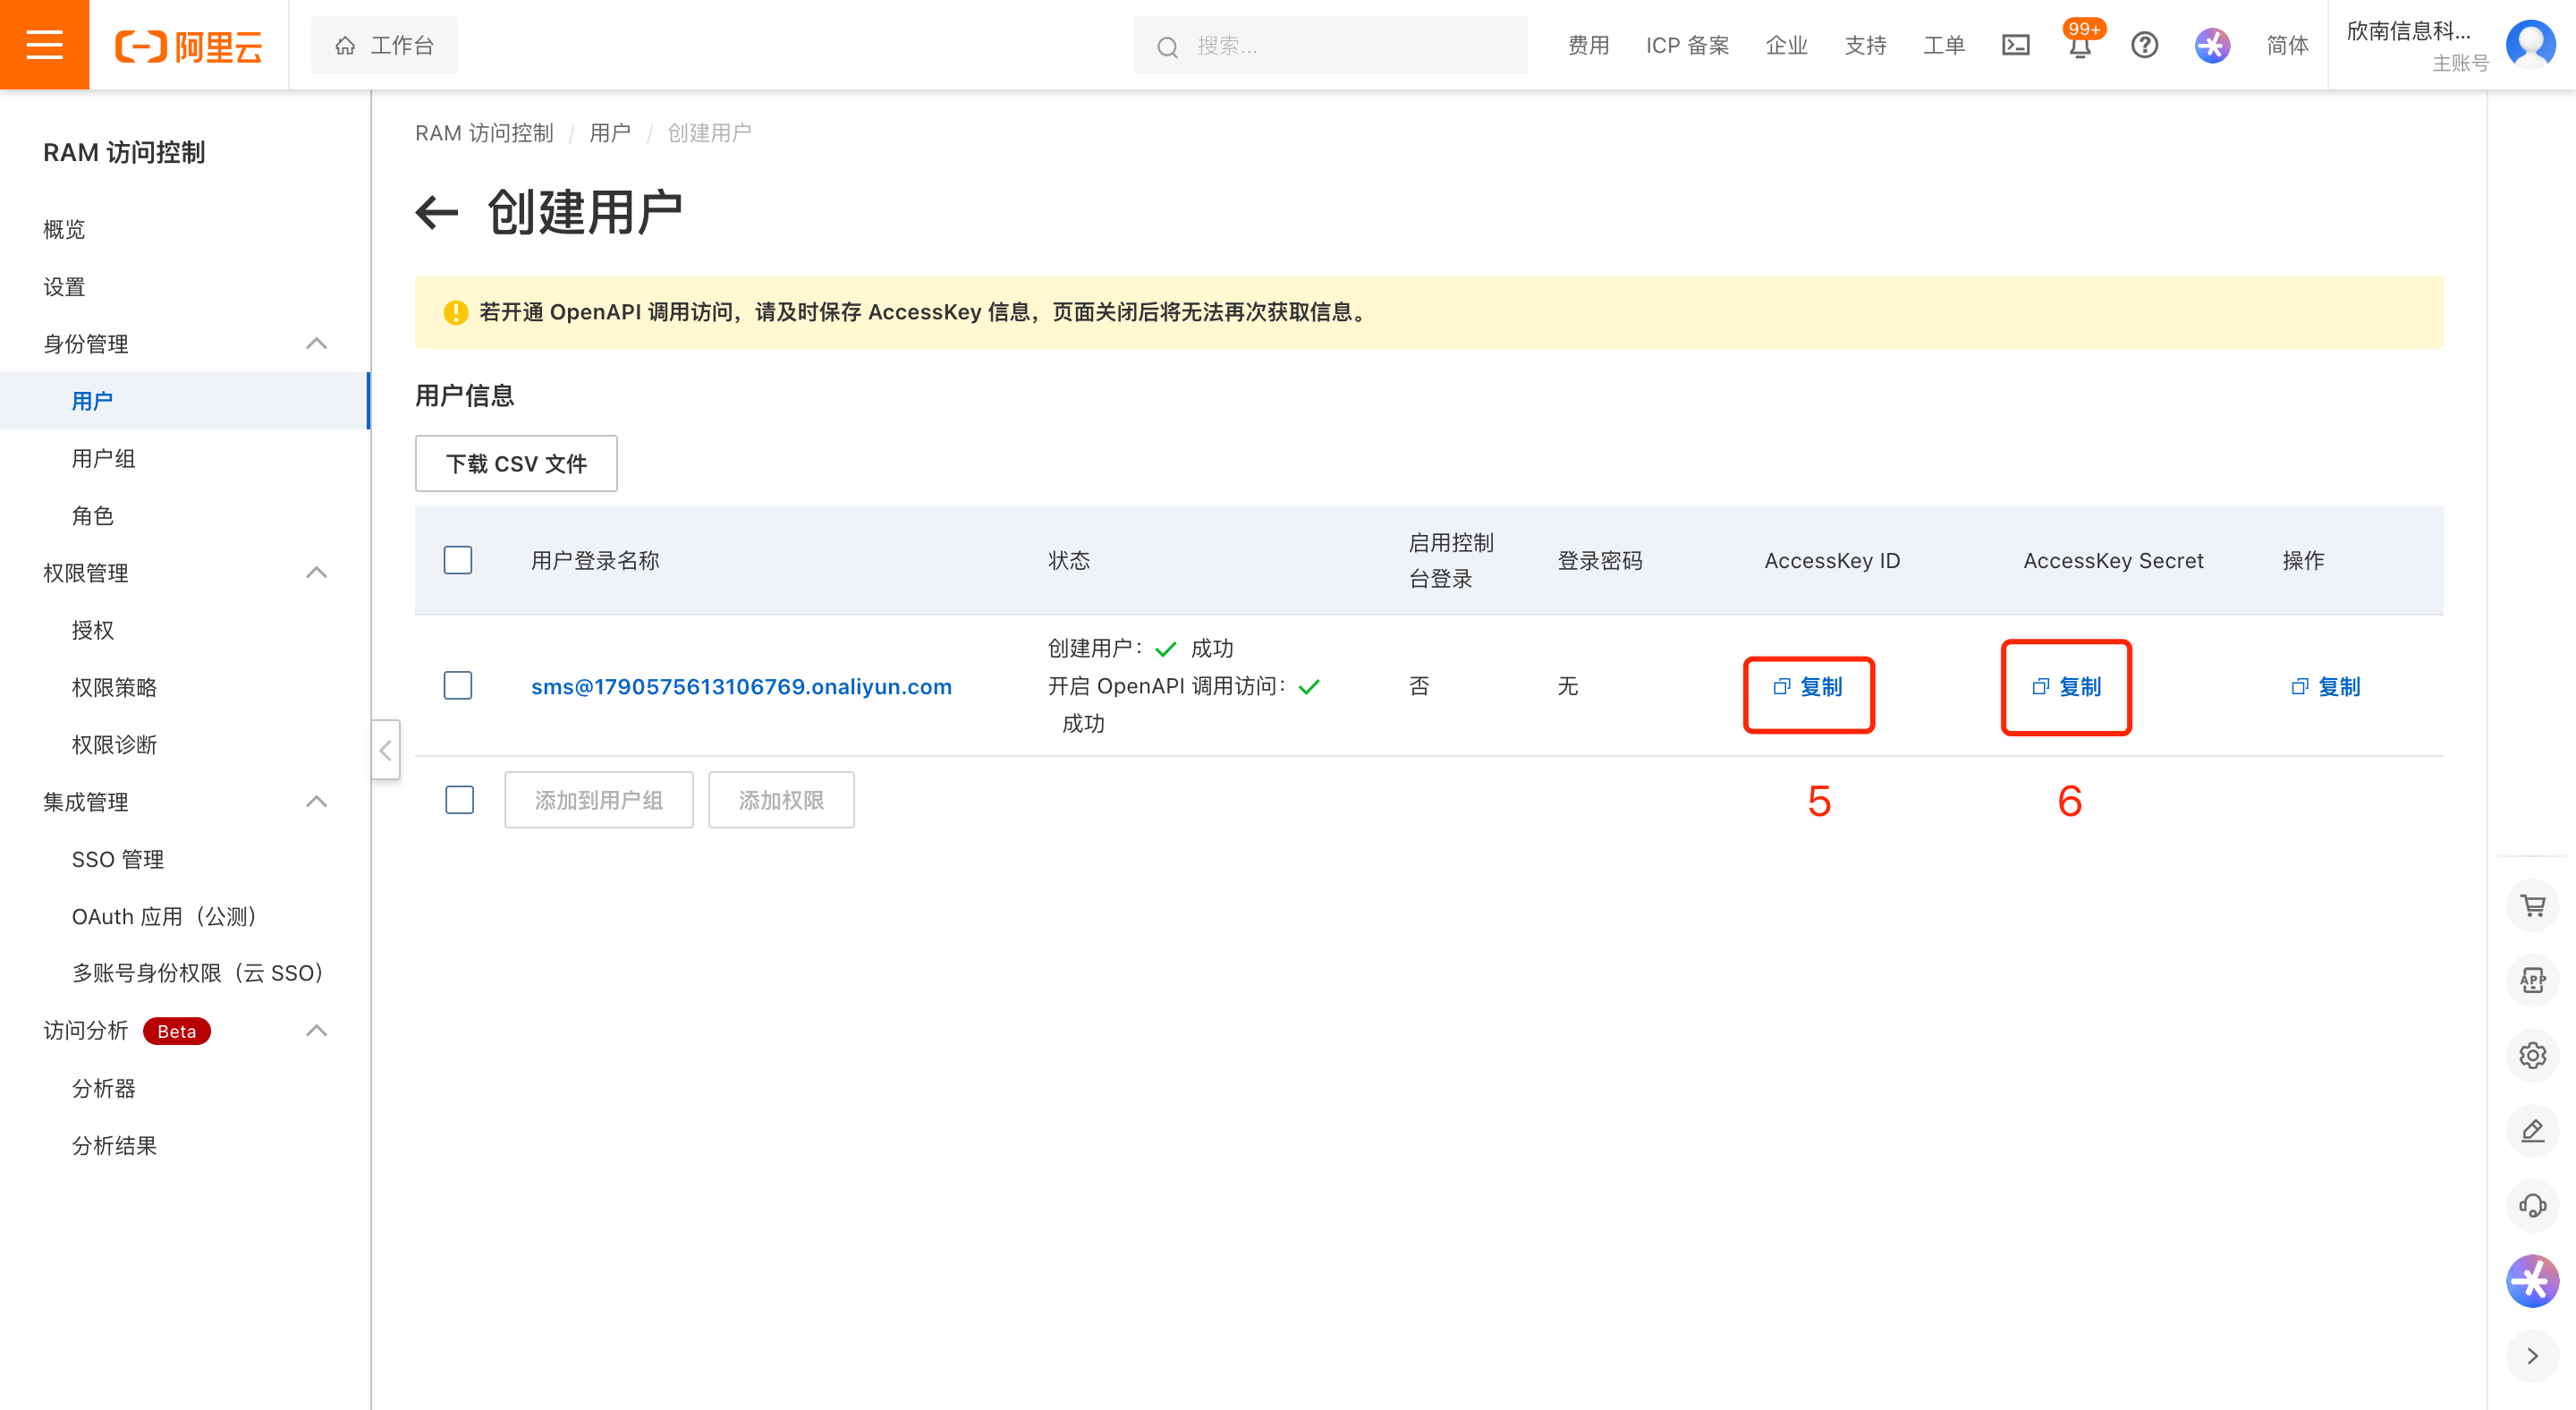 阿里云
工作台
搜索...
费用
ICP 备案
企业
支持
工单
99+
简体
欣南信息科...
主账号
RAM 访问控制
概览
设置
身份管理
用户
用户组
角色
权限管理
授权
权限策略
权限诊断
集成管理
SSO 管理
OAuth 应用（公测）
多账号身份权限（云 SSO）
访问分析 Beta
分析器
分析结果
RAM 访问控制 / 用户 / 创建用户
创建用户
若开通 OpenAPI 调用访问，请及时保存 AccessKey 信息，页面关闭后将无法再次获取信息。
用户信息
下载 CSV 文件
用户登录名称
状态
启用控制
台登录
登录密码
AccessKey ID
AccessKey Secret
操作
sms@1790575613106769.onaliyun.com
创建用户： 成功
开启 OpenAPI 调用访问：
成功
否
无
复制
复制
复制
添加到用户组
添加权限
5
6
APP